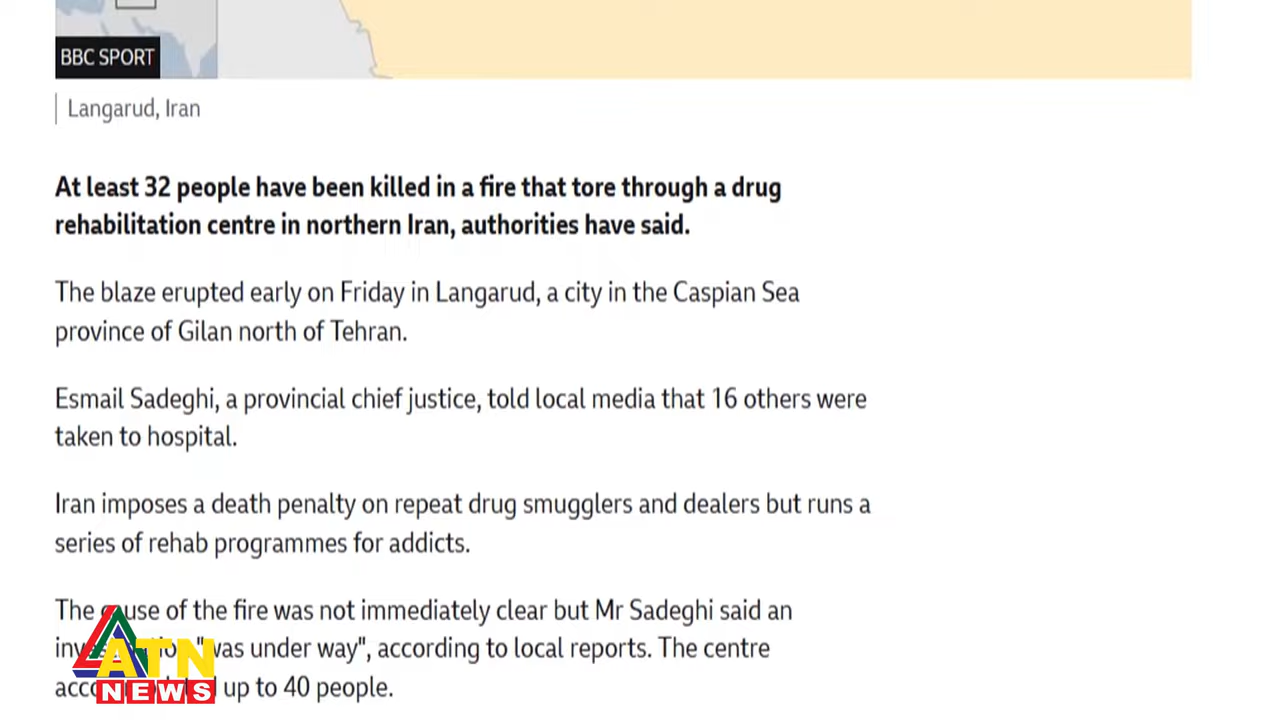 BBC SPORT
Langarud, Iran
At least 32 people have been killed in a fire that tore through a drug
rehabilitation centre in northern Iran, authorities have said.
The blaze erupted early on Friday in Langarud, a city in the Caspian Sea
province of Gilan north of Tehran.
Esmail Sadeghi, a provincial chief justice, told local media that 16 others were
taken to hospital.
Iran imposes a death penalty on repeat drug smugglers and dealers but runs a
series of rehab programmes for addicts.
The cause of the fire was not immediately clear but Mr Sadeghi said an
"was under way", according to local reports. The centre
up to 40 people.
ATN
NEWS